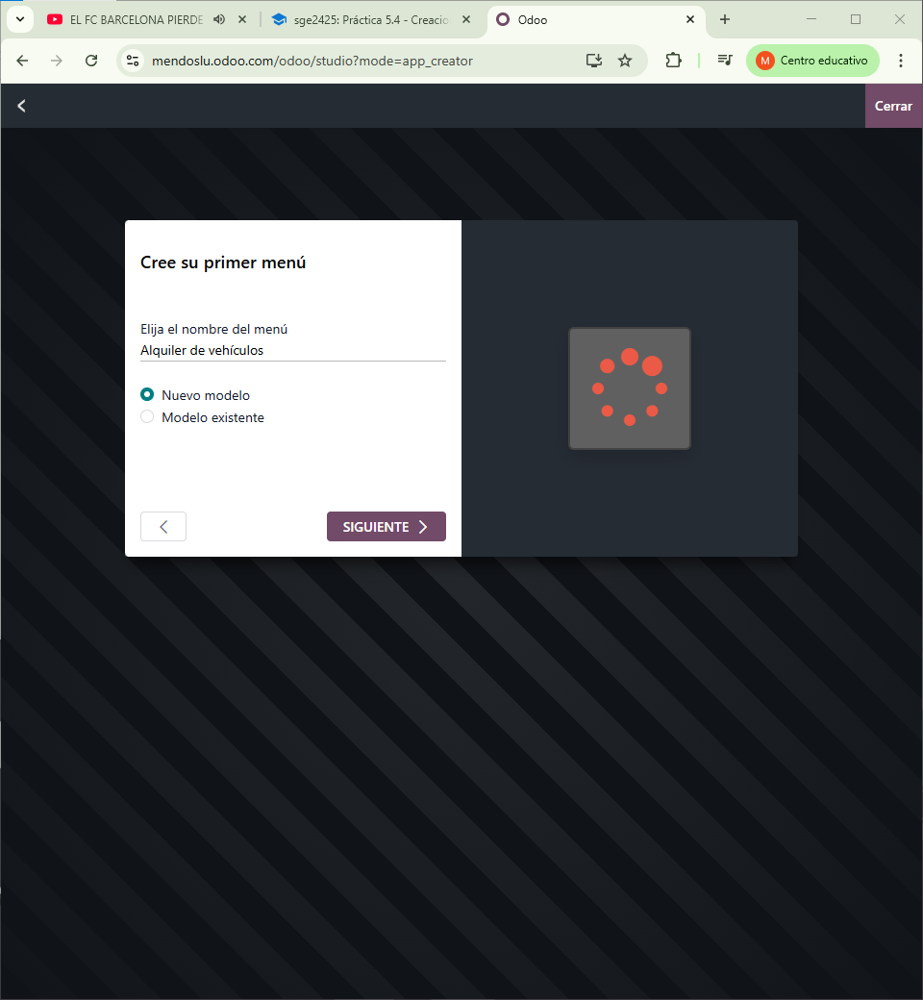 EL FC BARCELONA PIERDE
sge2425: Práctica 5.4 - Creacio
Odoo
mendoslu.odoo.com/odoo/studio?mode=app_creator
M Centro educativo
Cerrar
Cree su primer menú
Elija el nombre del menú
Alquiler de vehículos
Nuevo modelo
Modelo existente
SIGUIENTE